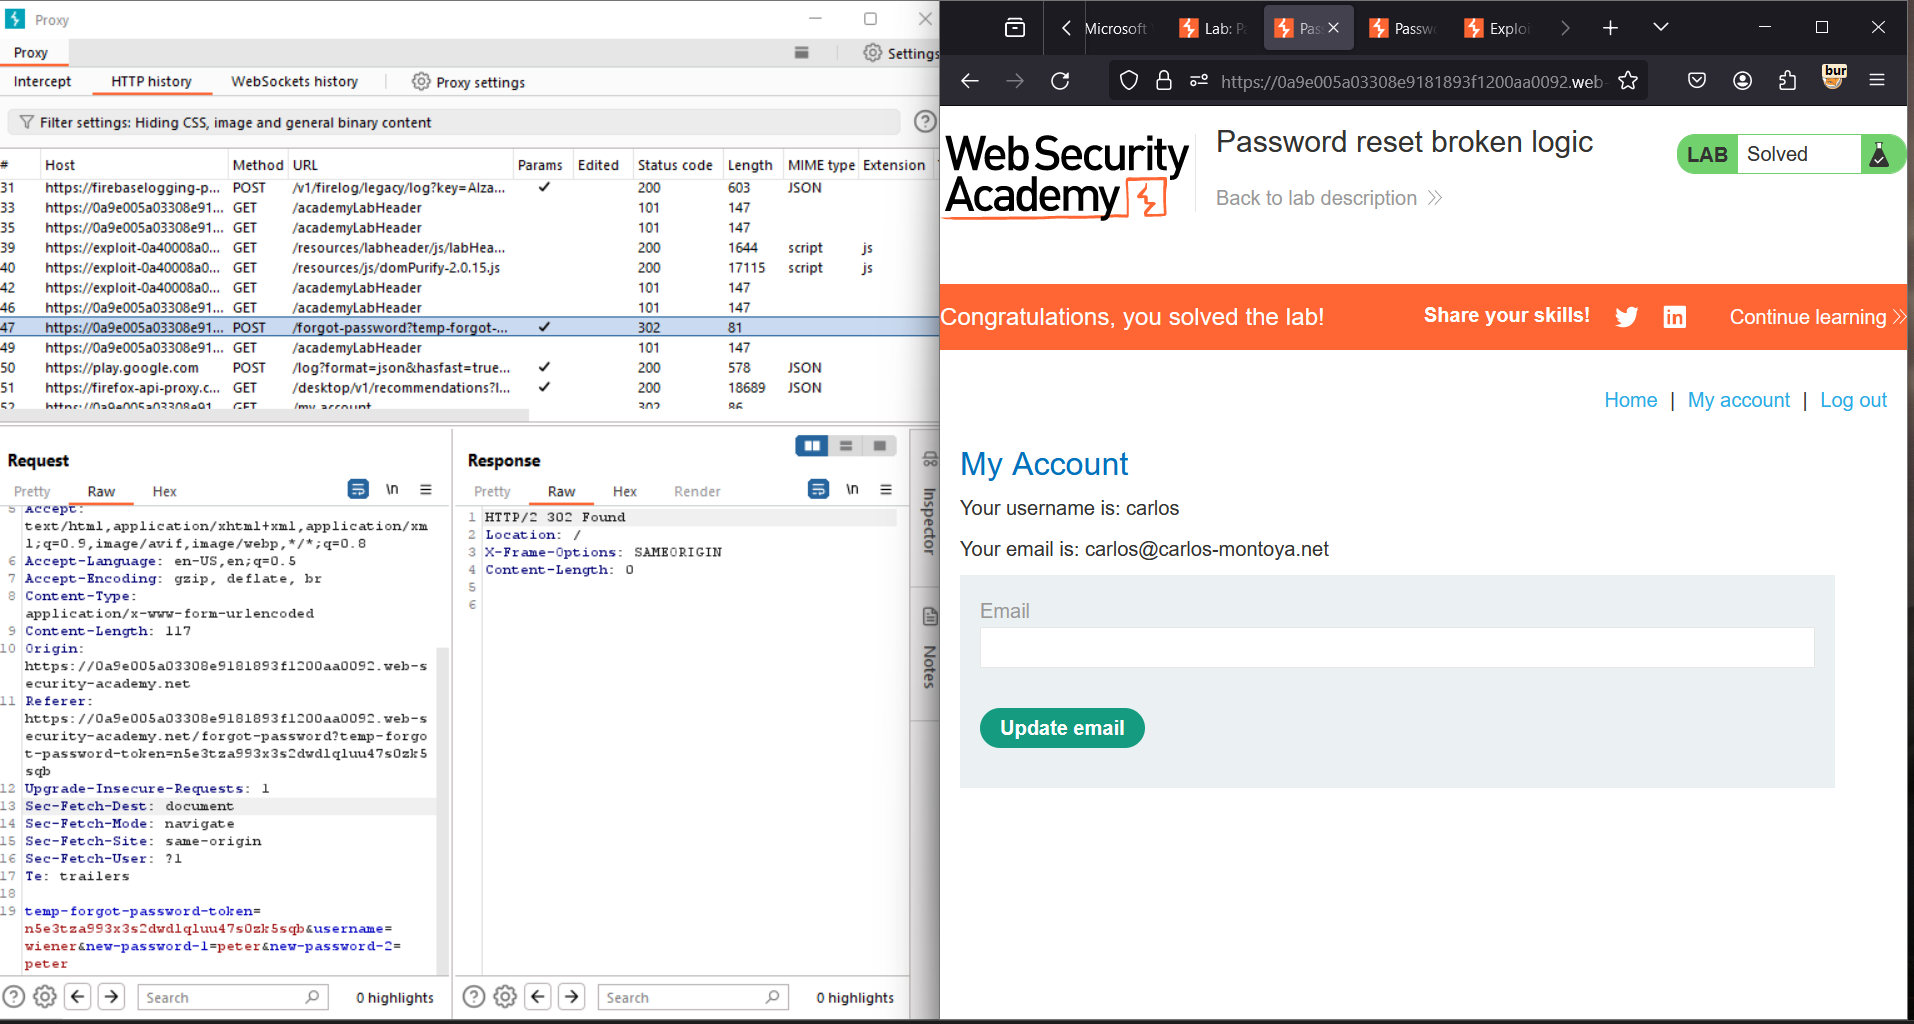 Proxy
Proxy
Settings
Intercept
HTTP history
WebSockets history
Proxy settings
Filter settings: Hiding CSS, image and general binary content
# Host Method URL Params Edited Status code Length MIME type Extension
31 https://firebaselogging-p... POST /v1/firelog/legacy/log?key=AIza... ✓ 200 603 JSON
33 https://0a9e005a03308e91... GET /academyLabHeader 101 147
35 https://0a9e005a03308e91... GET /academyLabHeader 101 147
39 https://exploit-0a40008a0... GET /resources/labheader/js/labHea... 200 1644 script js
40 https://exploit-0a40008a0... GET /resources/js/domPurify-2.0.15.js 200 17115 script js
42 https://exploit-0a40008a0... GET /academyLabHeader 101 147
46 https://0a9e005a03308e91... GET /academyLabHeader 101 147
47 https://0a9e005a03308e91... POST /forgot-password?temp-forgot-... ✓ 302 81
49 https://0a9e005a03308e91... GET /academyLabHeader 101 147
50 https://play.google.com POST /log?format=json&hasfast=true... ✓ 200 578 JSON
51 https://firefox-api-proxy.c... GET /desktop/v1/recommendations?l... ✓ 200 18689 JSON
52 https://0a9e005a03308e91... GET /my-account 302 86
Request
Pretty Raw Hex \n
5 Accept:
text/html,application/xhtml+xml,application/xm
l;q=0.9,image/avif,image/webp,*/*;q=0.8
6 Accept-Language: en-US,en;q=0.5
7 Accept-Encoding: gzip, deflate, br
8 Content-Type:
application/x-www-form-urlencoded
9 Content-Length: 117
10 Origin:
https://0a9e005a03308e9181893f1200aa0092.web-s
ecurity-academy.net
11 Referer:
https://0a9e005a03308e9181893f1200aa0092.web-s
ecurity-academy.net/forgot-password?temp-forgo
t-password-token=n5e3tza993x3s2dwdlqluu47s0zk5
sqb
12 Upgrade-Insecure-Requests: 1
13 Sec-Fetch-Dest: document
14 Sec-Fetch-Mode: navigate
15 Sec-Fetch-Site: same-origin
16 Sec-Fetch-User: ?1
17 Te: trailers
18
19 temp-forgot-password-token=
n5e3tza993x3s2dwdlqluu47s0zk5sqb&username=
wiener&new-password-1=peter&new-password-2=
peter
Search
0 highlights
Response
Pretty Raw Hex Render \n
1 HTTP/2 302 Found
2 Location: /
3 X-Frame-Options: SAMEORIGIN
4 Content-Length: 0
5
6
Search
0 highlights
Inspector
Notes
Microsoft
Lab: P
Pas
Passw
Exploi
https://0a9e005a03308e9181893f1200aa0092.web-
bur
Web Security
Academy
Password reset broken logic
Back to lab description
LAB Solved
Congratulations, you solved the lab!
Share your skills!
in
Continue learning
Home | My account | Log out
My Account
Your username is: carlos
Your email is: carlos@carlos-montoya.net
Email
Update email